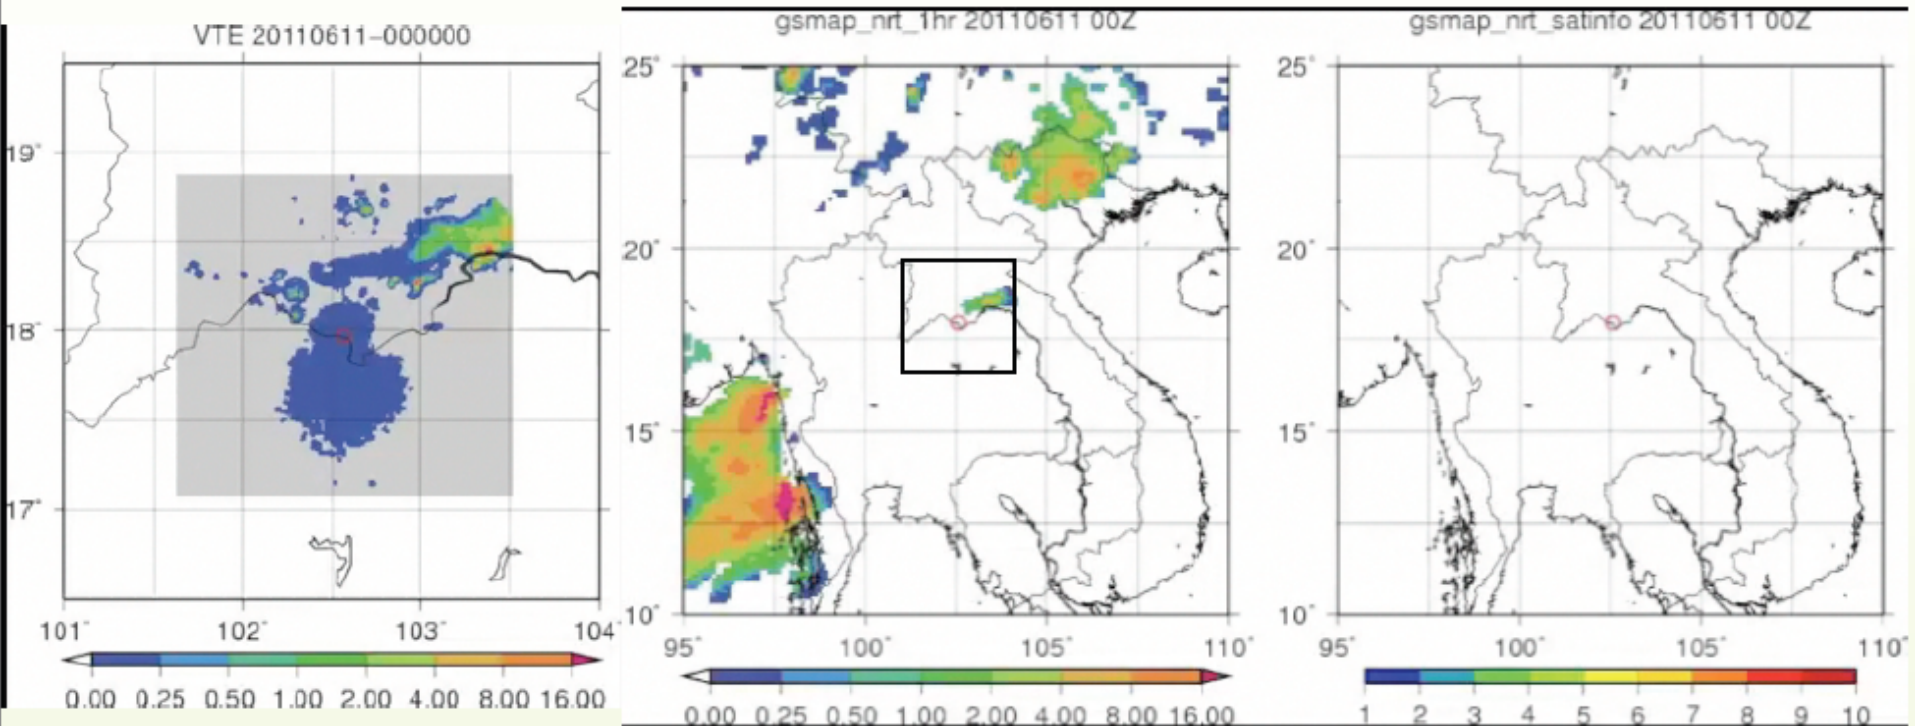 VTE 20110611-000000
19°
18°
17°
101° 102° 103° 104°
0.00 0.25 0.50 1.00 2.00 4.00 8.00 16.00
gsmap_nrt_1hr 20110611 00Z
25°
20°
15°
10°
95° 100° 105° 110°
0.00 0.25 0.50 1.00 2.00 4.00 8.00 16.00
gsmap_nrt_satinfo 20110611 00Z
25°
20°
15°
10°
95° 100° 105° 110°
1 2 3 4 5 6 7 8 9 10